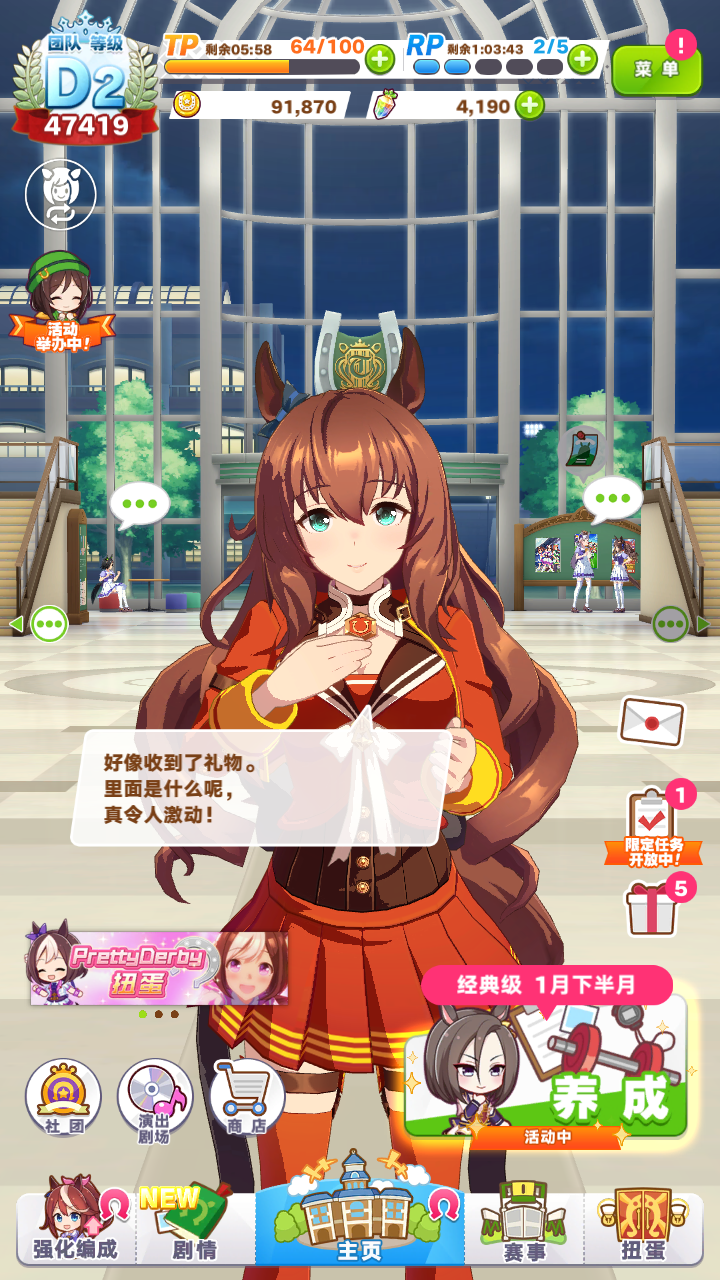 团队 等级
D2
47419
TP 剩余05:58 64/100
RP 剩余1:03:43 2/5
菜 单
!
91,870
4,190
活动
举办中!
好像收到了礼物。
里面是什么呢，
真令人激动！
1
限定任务
开放中!
5
PrettyDerby
扭蛋
经典级 1月下半月
养 成
活动中
社 团
演出
剧场
商 店
强化编成
NEW
剧情
主页
赛事
扭蛋